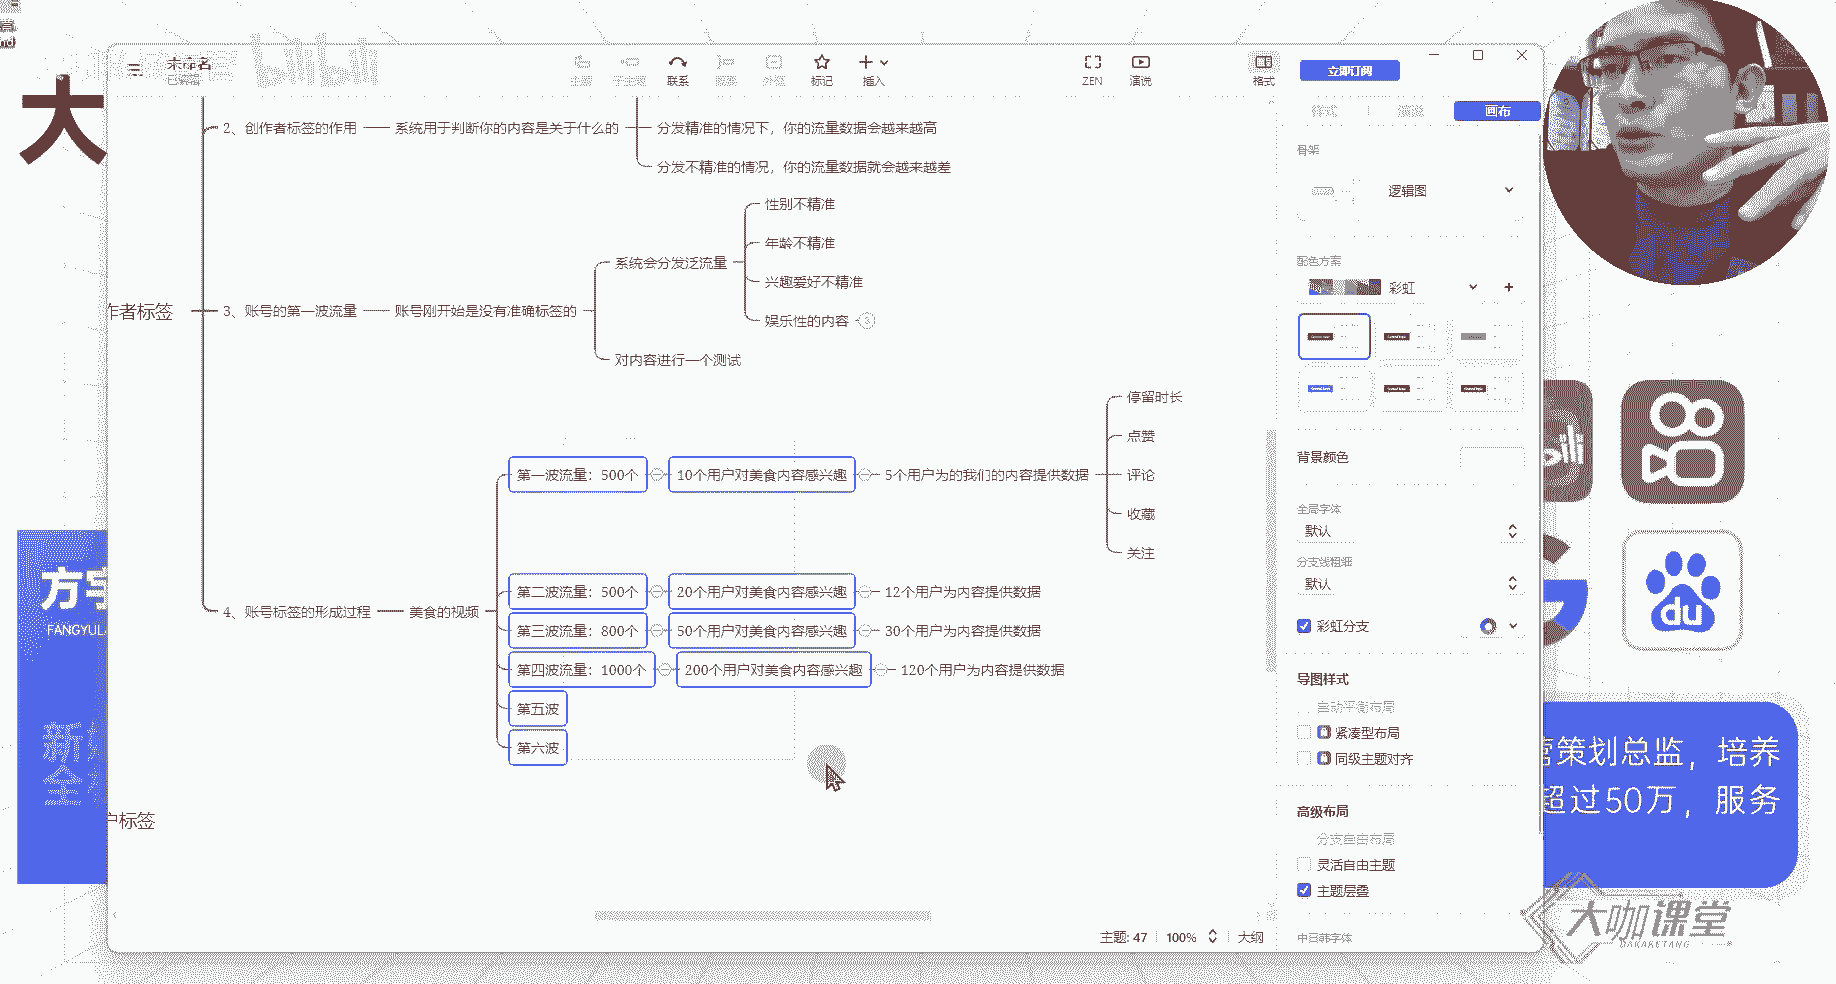 大
bilibili
未命名
已编辑
主题
子主题
联系
概要
外框
标记
插入
ZEN
演说
格式
立即订阅
样式
演说
画布
2、创作者标签的作用
系统用于判断你的内容是关于什么的
分发精准的情况下，你的流量数据会越来越高
分发不精准的情况，你的流量数据就会越来越差
作者标签
3、账号的第一波流量
账号刚开始是没有准确标签的
系统会分发泛流量
性别不精准
年龄不精准
兴趣爱好不精准
娱乐性的内容
3
对内容进行一个测试
4、账号标签的形成过程
美食的视频
第一波流量：500个
10个用户对美食内容感兴趣
5个用户为的我们的内容提供数据
停留时长
点赞
评论
收藏
关注
第二波流量：500个
20个用户对美食内容感兴趣
12个用户为内容提供数据
第三波流量：800个
50个用户对美食内容感兴趣
30个用户为内容提供数据
第四波流量：1000个
200个用户对美食内容感兴趣
120个用户为内容提供数据
第五波
第六波
户标签
骨架
逻辑图
配色方案
彩虹
背景颜色
全局字体
默认
分支线粗细
默认
彩虹分支
导图样式
自动平衡布局
紧凑型布局
同级主题对齐
高级布局
分支自由布局
灵活自由主题
主题层叠
中日韩字体
主题: 47
100%
大纲
方宇
FANGYUL
新
全
du
营策划总监，培养
超过50万，服务
大咖课堂
DAKAKETANG